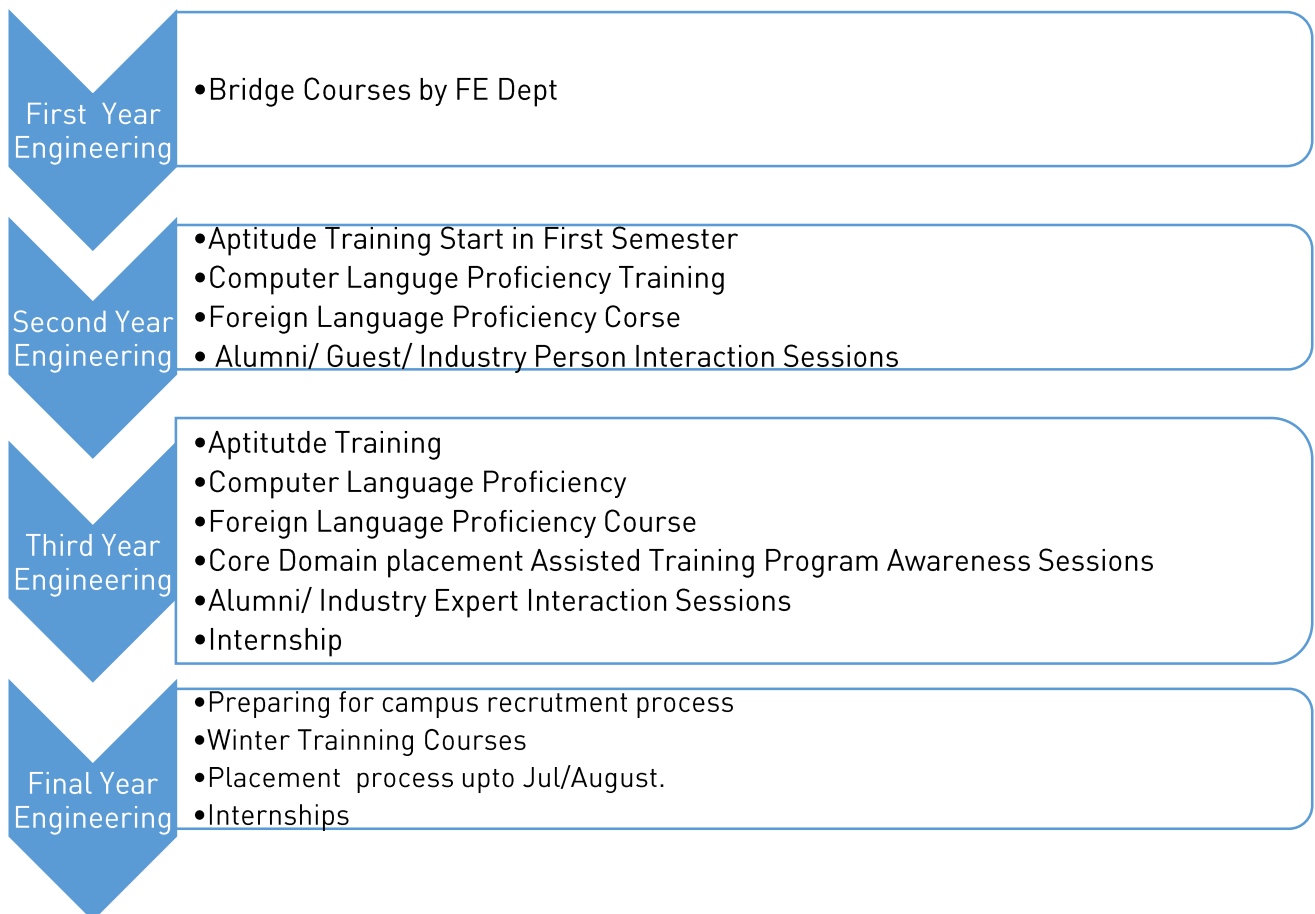 First Year
Engineering
•Bridge Courses by FE Dept
Second Year
Engineering
•Aptitude Training Start in First Semester
•Computer Languge Proficiency Training
•Foreign Language Proficiency Corse
• Alumni/ Guest/ Industry Person Interaction Sessions
Third Year
Engineering
•Aptitutde Training
•Computer Language Proficiency
•Foreign Language Proficiency Course
•Core Domain placement Assisted Training Program Awareness Sessions
•Alumni/ Industry Expert Interaction Sessions
•Internship
Final Year
Engineering
•Preparing for campus recrutment process
•Winter Trainning Courses
•Placement process upto Jul/August.
•Internships